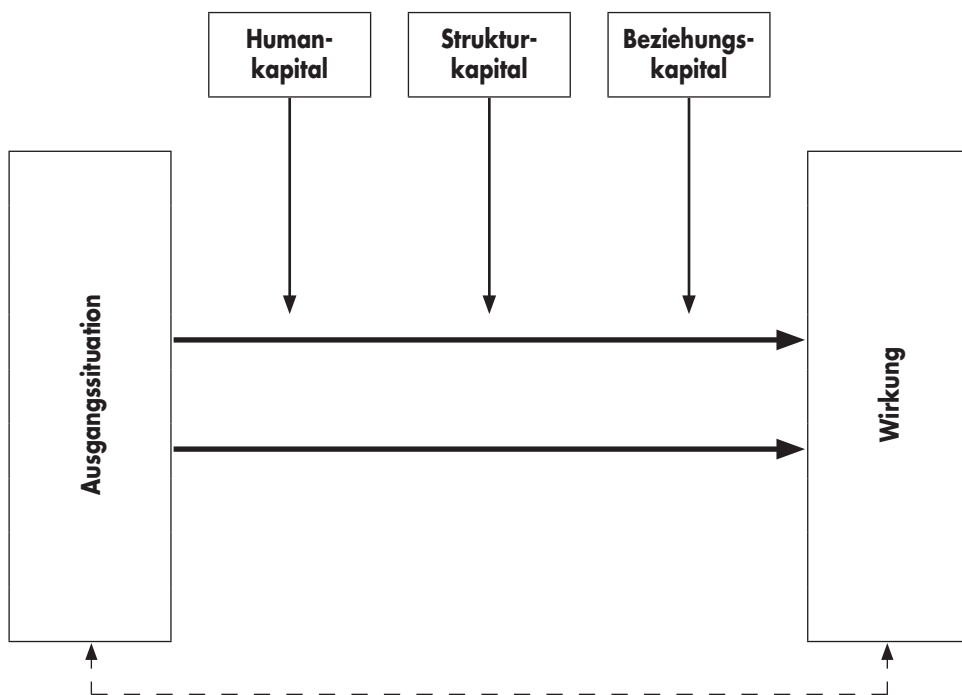 Human-
kapital
Struktur-
kapital
Beziehungs-
kapital
Ausgangssituation
Wirkung